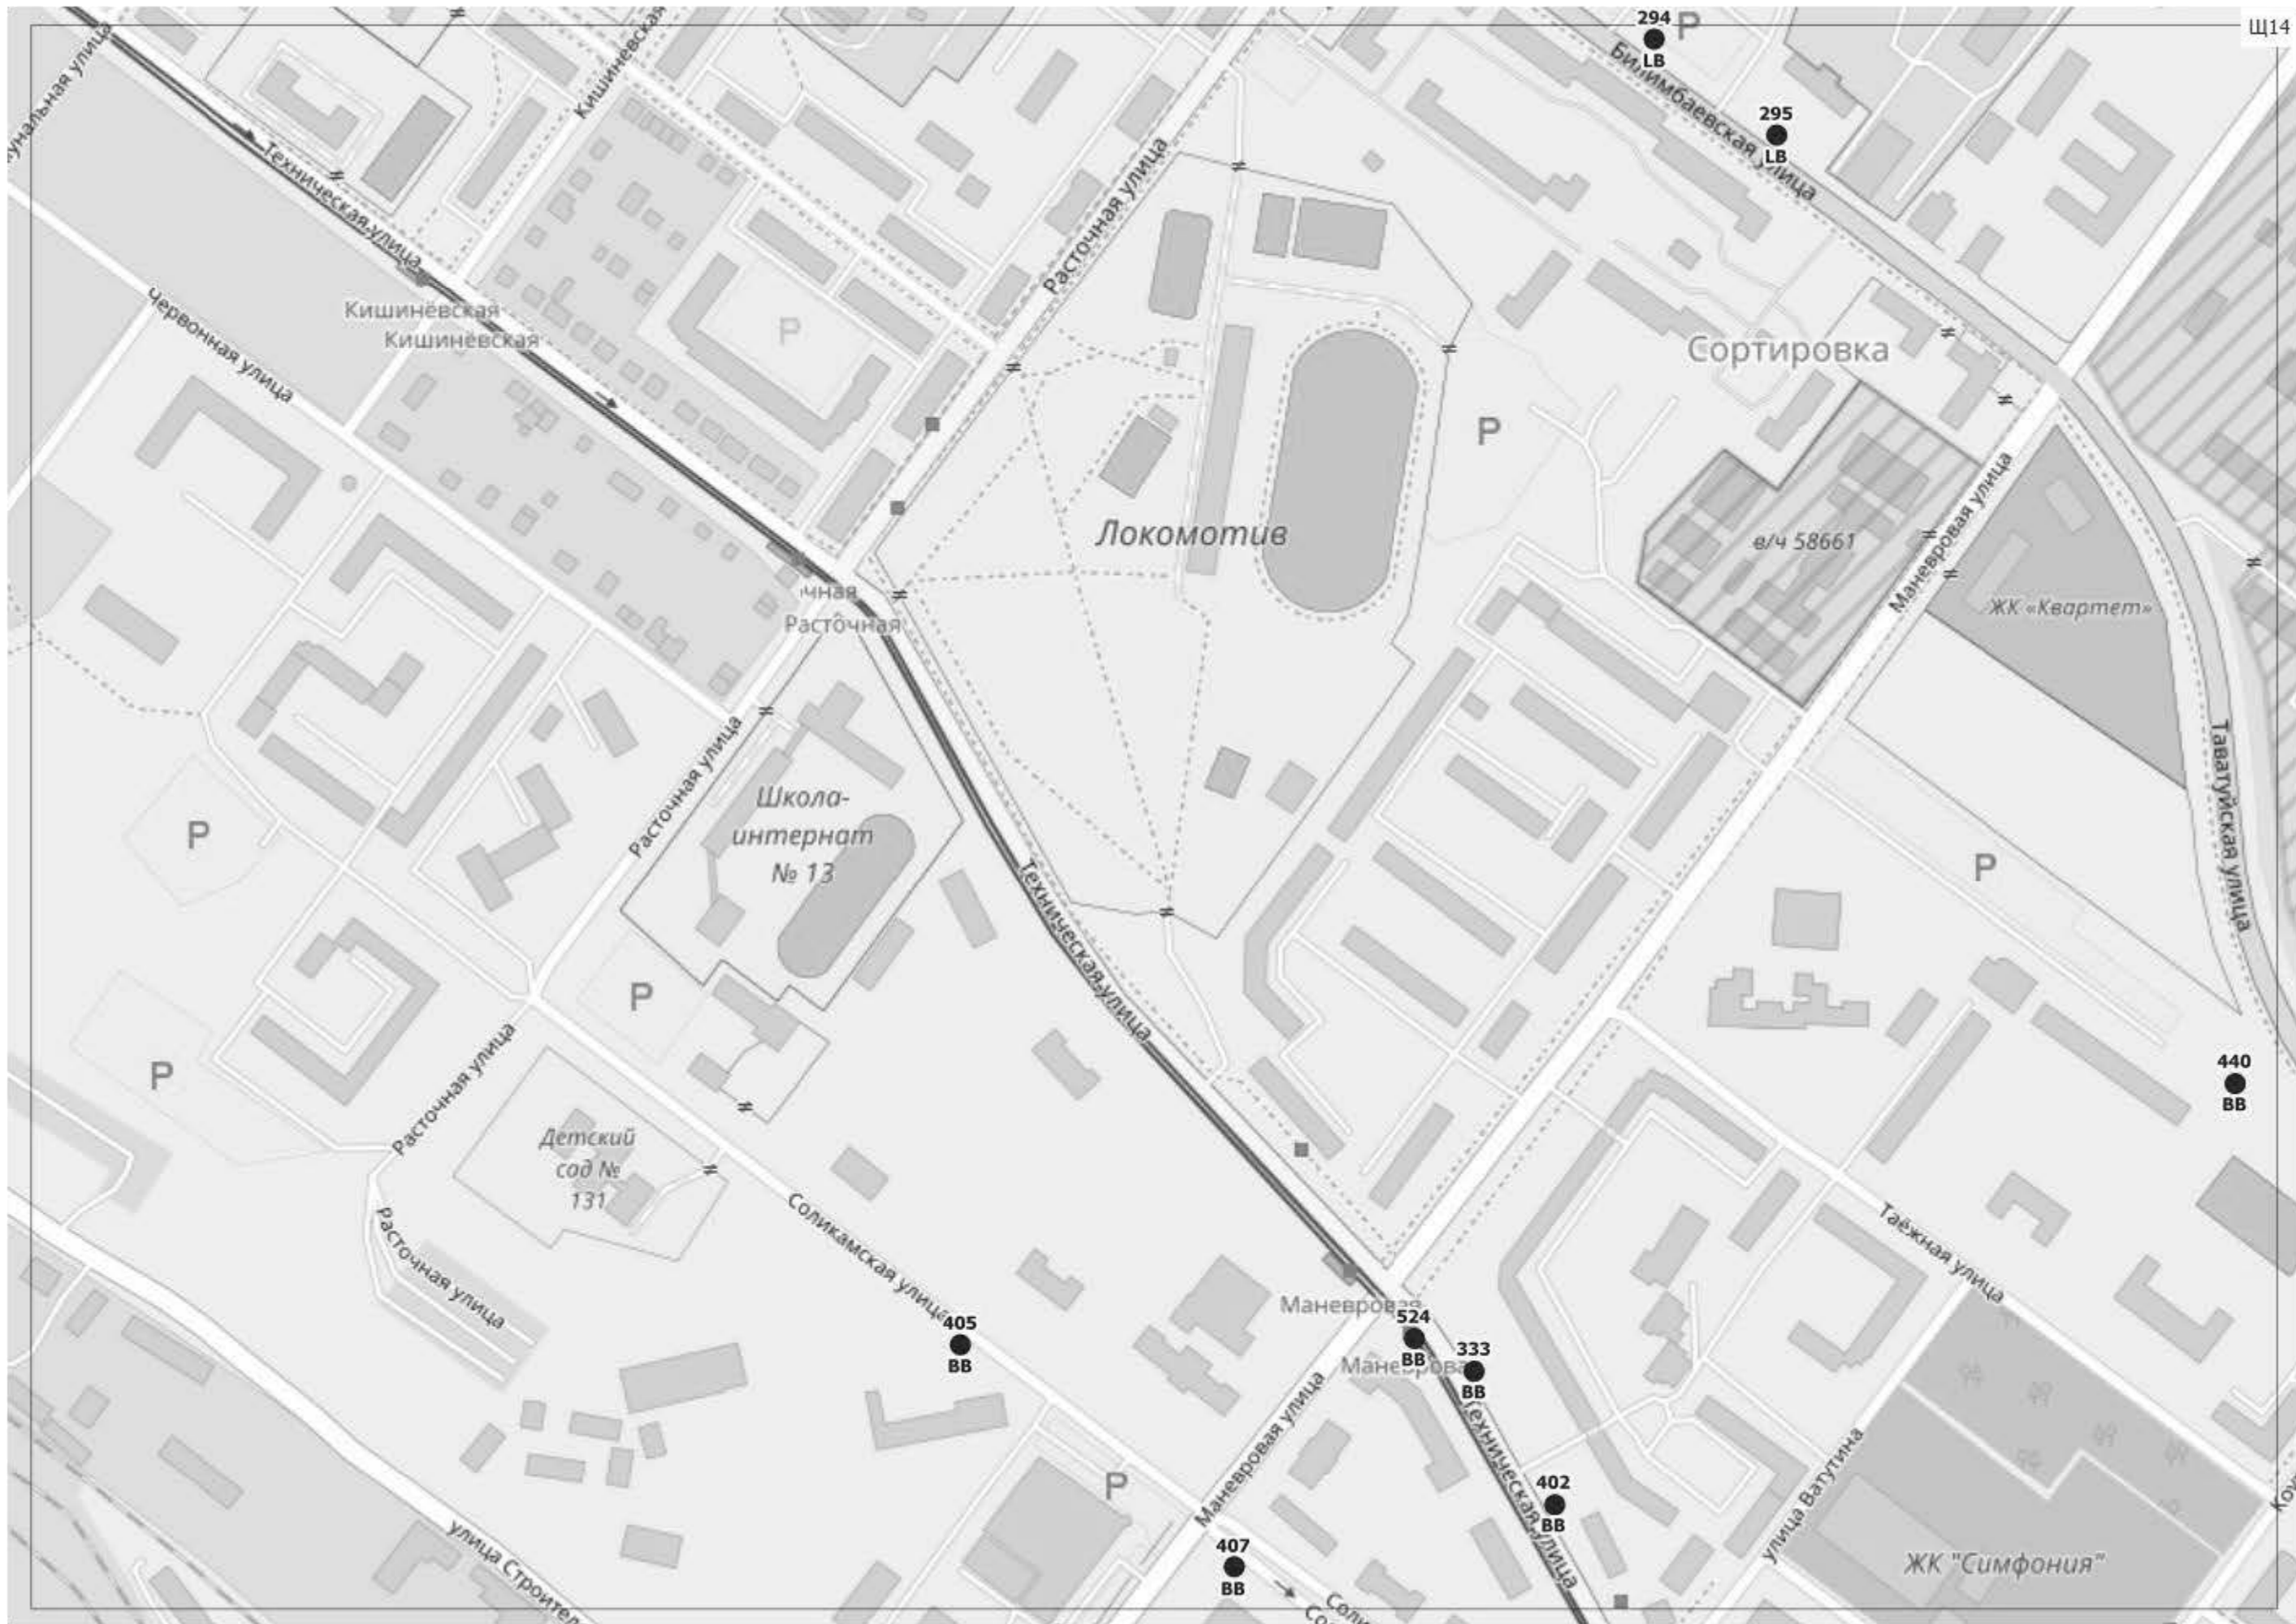 Щ14
294
P
LB
Билимбаевская улица
295
LB
Кишинёвская
Техническая улица
Расточная улица
Кишинёвская
Кишинёвская
Червонная улица
P
Сортировка
P
Локомотив
в/ч 58661
Маневровая улица
ЖК «Квартет»
чная
Расточная
Расточная улица
Школа-
интернат
№ 13
P
Таватуйская улица
P
Техническая улица
P
P
Расточная улица
440
BB
Детский
сад №
131
Соликамская улица
Расточная улица
Таёжная улица
Маневровая
405
BB
524
BB
333
BB
Маневровая улица
Техническая улица
P
402
BB
улица Ватутина
407
BB
ЖК "Симфония"